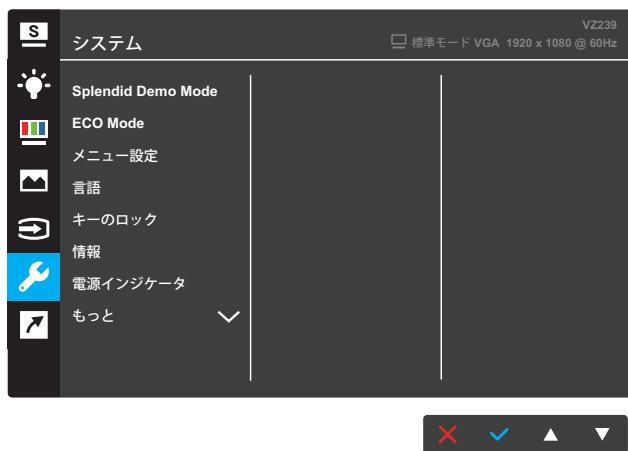 S
VZ239
システム
標準モード VGA 1920 x 1080 @ 60Hz
Splendid Demo Mode
ECO Mode
メニュー設定
言語
キーのロック
情報
電源インジケータ
もっと